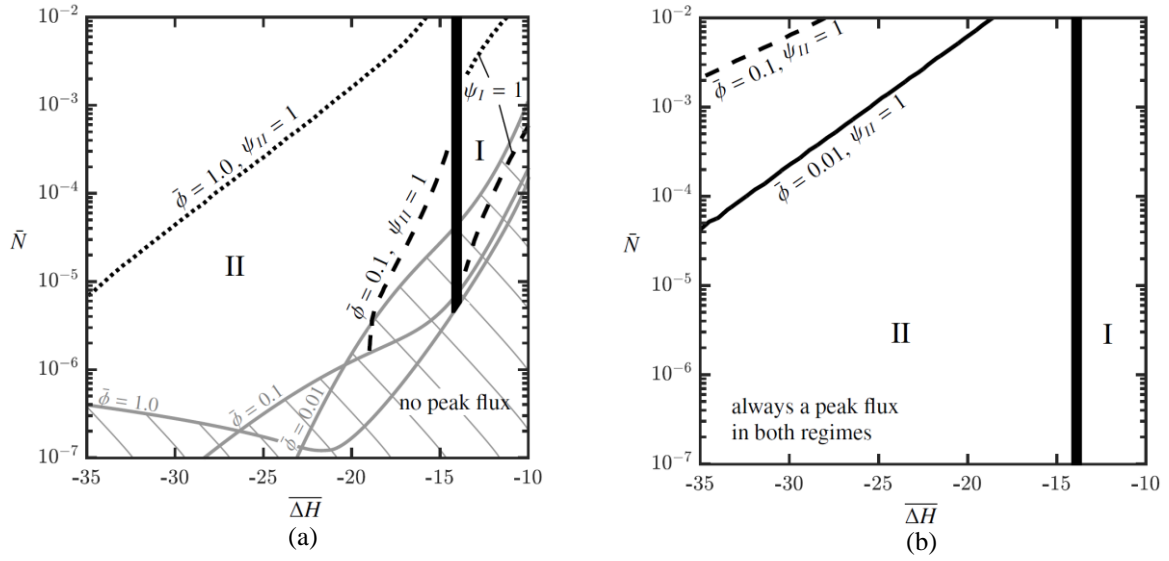 10⁻²
10⁻³
10⁻⁴
N̄
10⁻⁵
10⁻⁶
10⁻⁷
-35
-30
-25
-20
-15
-10
ϕ̄ = 1.0, ψ_II = 1
ψ_I = 1
I
II
ϕ̄ = 0.1, ψ_II = 1
ϕ̄ = 1.0
ϕ̄ = 0.1
ϕ̄ = 0.01
no peak flux
\overline{ΔH}
(a)
10⁻²
10⁻³
10⁻⁴
N̄
10⁻⁵
10⁻⁶
10⁻⁷
-35
-30
-25
-20
-15
-10
ϕ̄ = 0.1, ψ_II = 1
ϕ̄ = 0.01, ψ_II = 1
II
I
always a peak flux
in both regimes
\overline{ΔH}
(b)